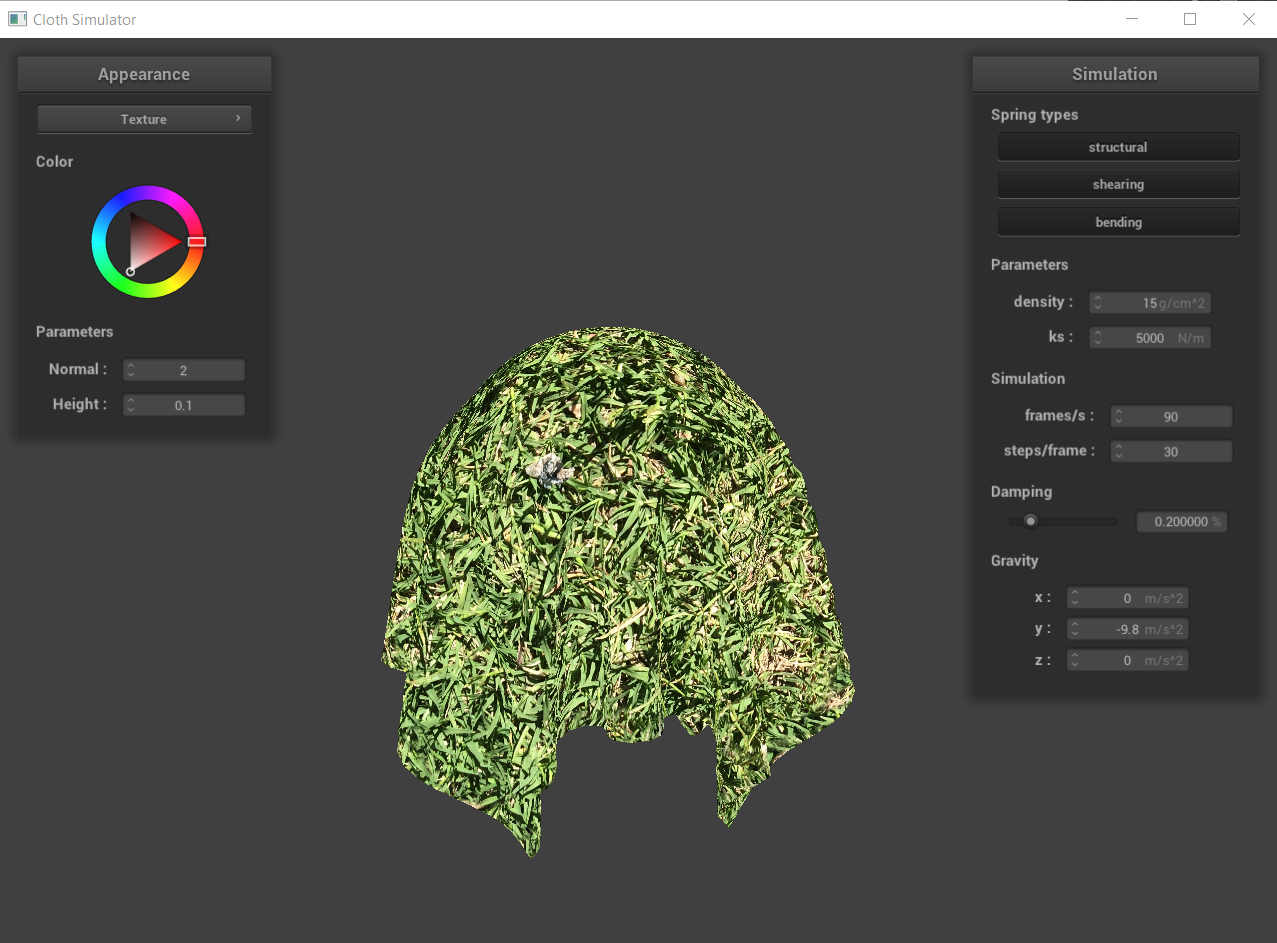 Cloth Simulator
Appearance
Texture
Color
Parameters
Normal : 2
Height : 0.1
Simulation
Spring types
structural
shearing
bending
Parameters
density : 15 g/cm^2
ks : 5000 N/m
Simulation
frames/s : 90
steps/frame : 30
Damping
0.200000 %
Gravity
x : 0 m/s^2
y : -9.8 m/s^2
z : 0 m/s^2